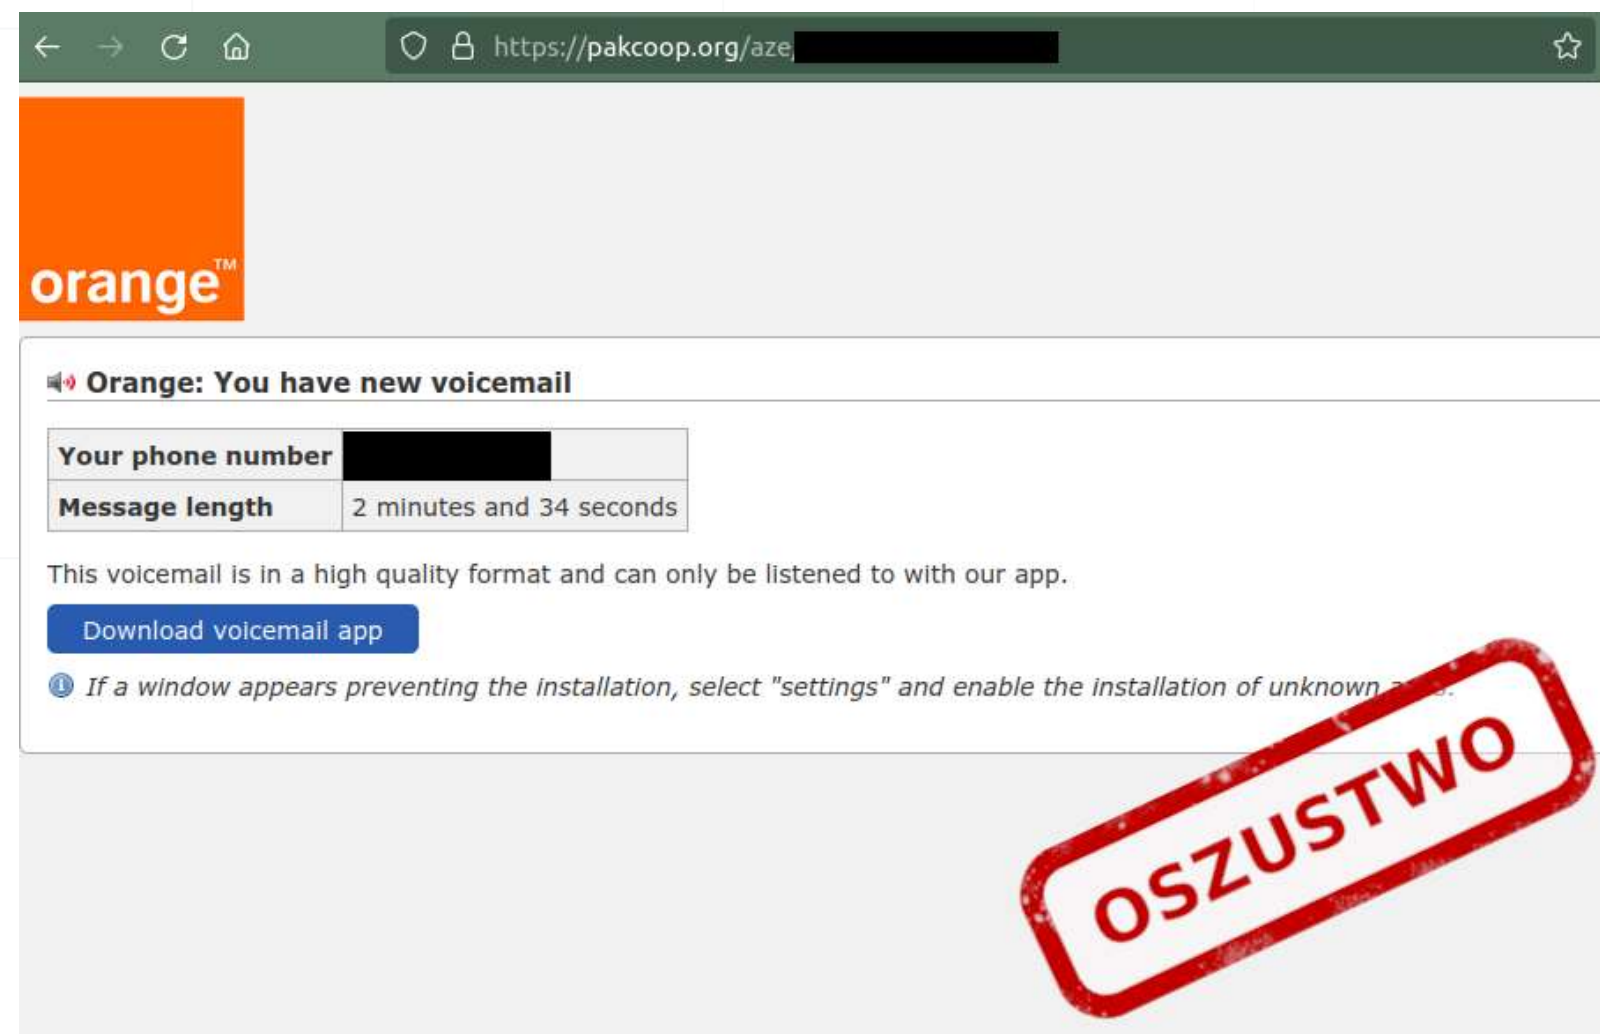 https://pakcoop.org/aze/
orange™
Orange: You have new voicemail
Your phone number
Message length 2 minutes and 34 seconds
This voicemail is in a high quality format and can only be listened to with our app.
Download voicemail app
If a window appears preventing the installation, select "settings" and enable the installation of unknown
OSZUSTWO